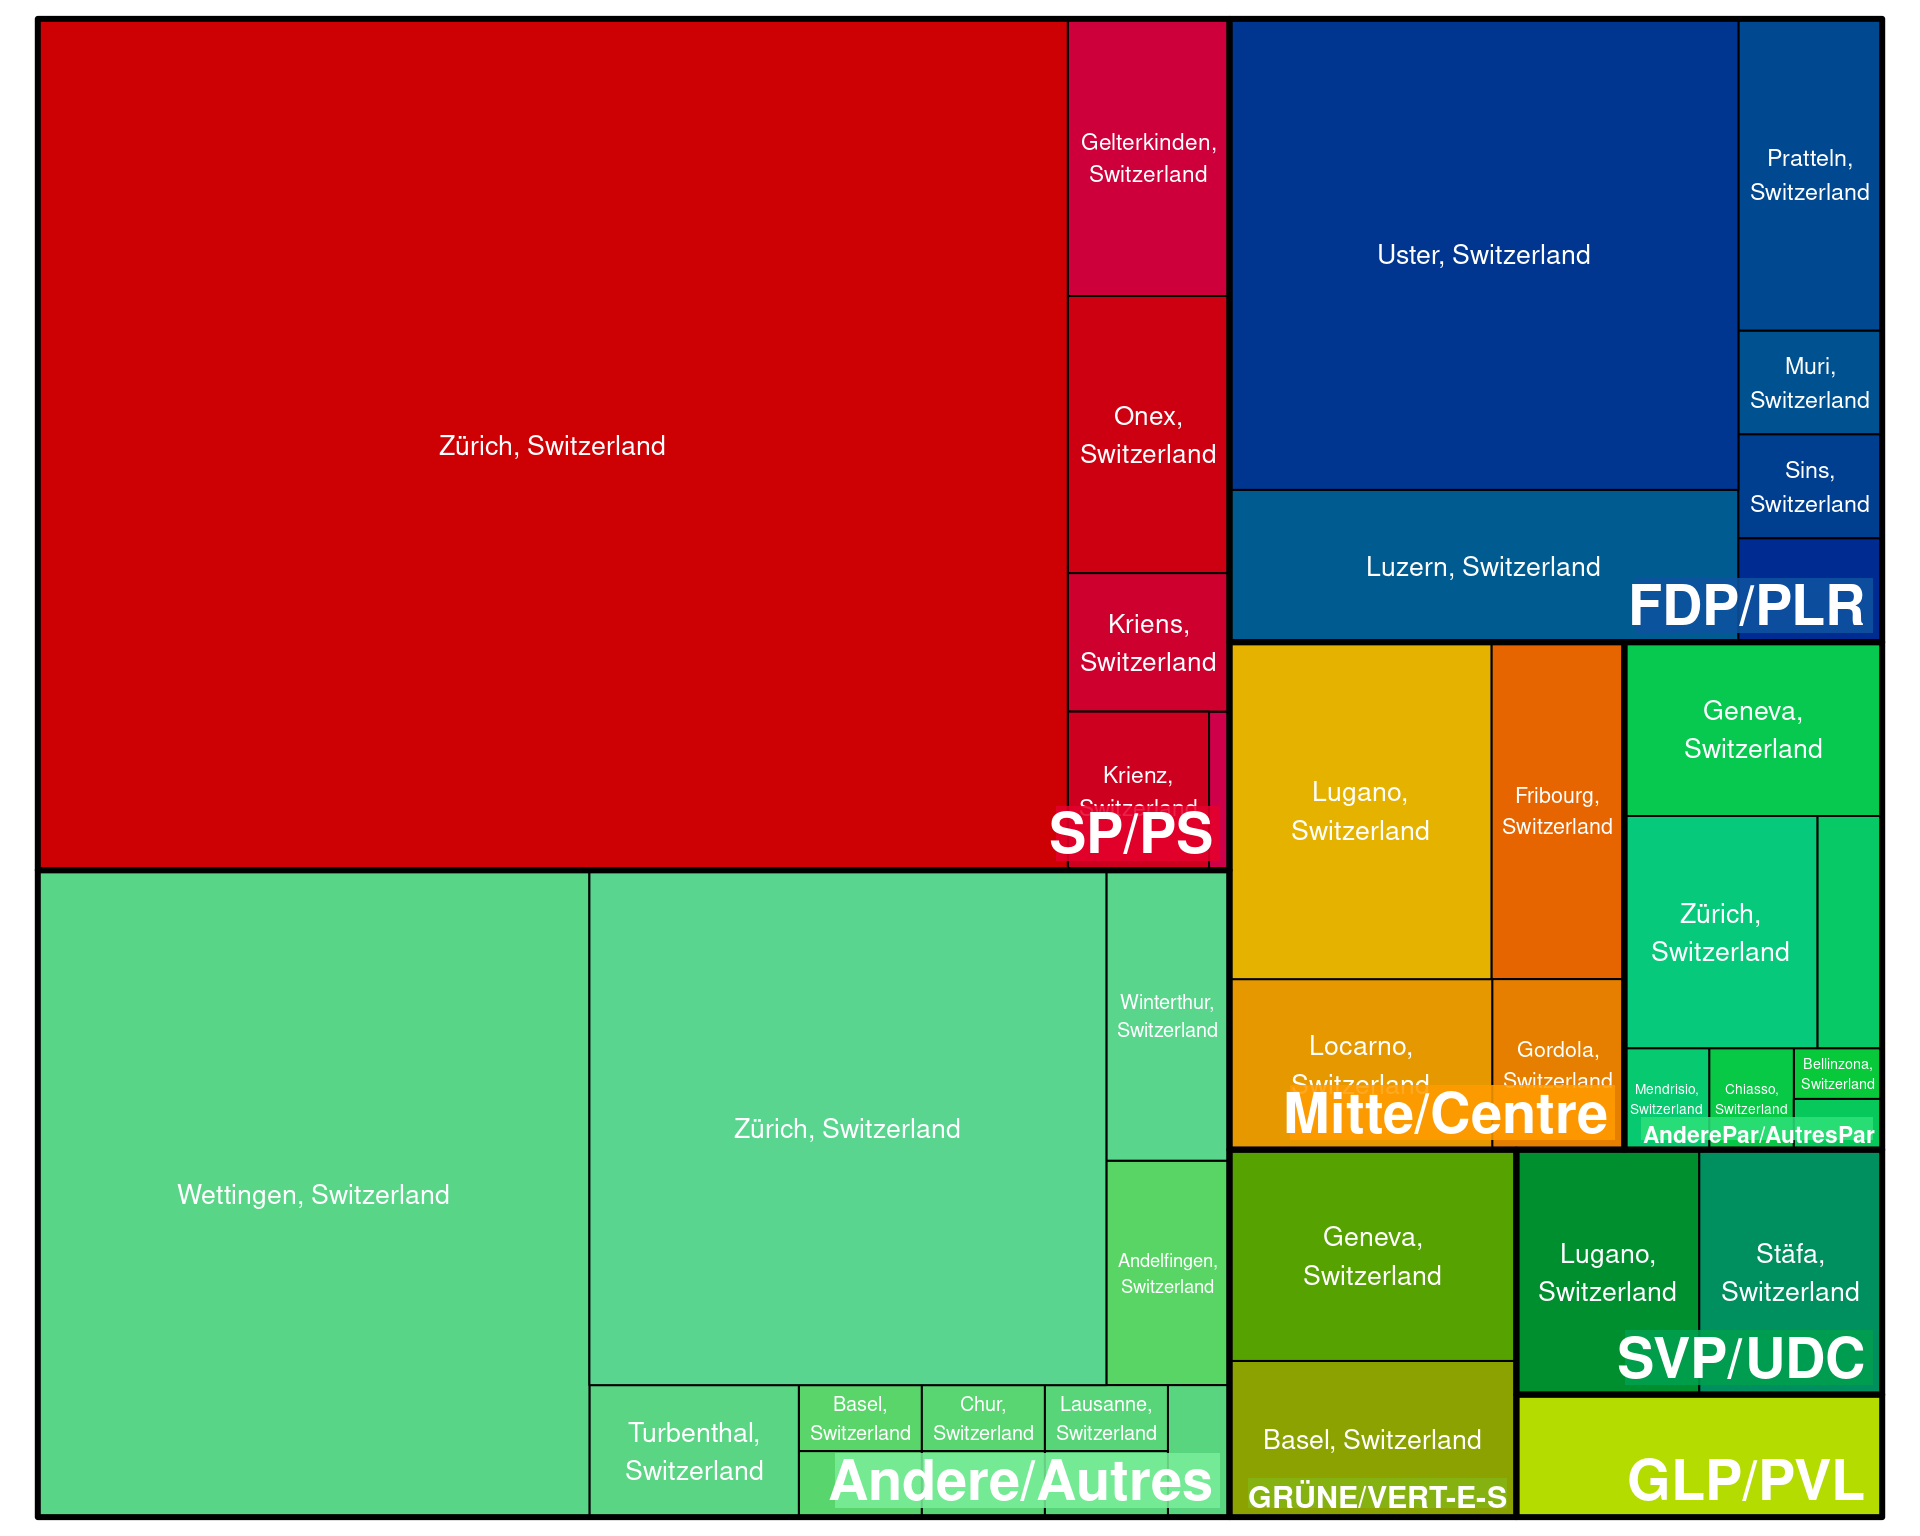 Zürich, Switzerland
Gelterkinden,
Switzerland
Onex,
Switzerland
Kriens,
Switzerland
Krienz,
Switzerland
SP/PS
Uster, Switzerland
Pratteln,
Switzerland
Muri,
Switzerland
Sins,
Switzerland
Luzern, Switzerland
FDP/PLR
Lugano,
Switzerland
Fribourg,
Switzerland
Locarno,
Switzerland
Gordola,
Switzerland
Mitte/Centre
Geneva,
Switzerland
Zürich,
Switzerland
Mendrisio,
Switzerland
Chiasso,
Switzerland
Bellinzona,
Switzerland
AnderePar/AutresPar
Wettingen, Switzerland
Zürich, Switzerland
Winterthur,
Switzerland
Andelfingen,
Switzerland
Turbenthal,
Switzerland
Basel,
Switzerland
Chur,
Switzerland
Lausanne,
Switzerland
Andere/Autres
Geneva,
Switzerland
Basel, Switzerland
GRÜNE/VERT-E-S
Lugano,
Switzerland
Stäfa,
Switzerland
SVP/UDC
GLP/PVL